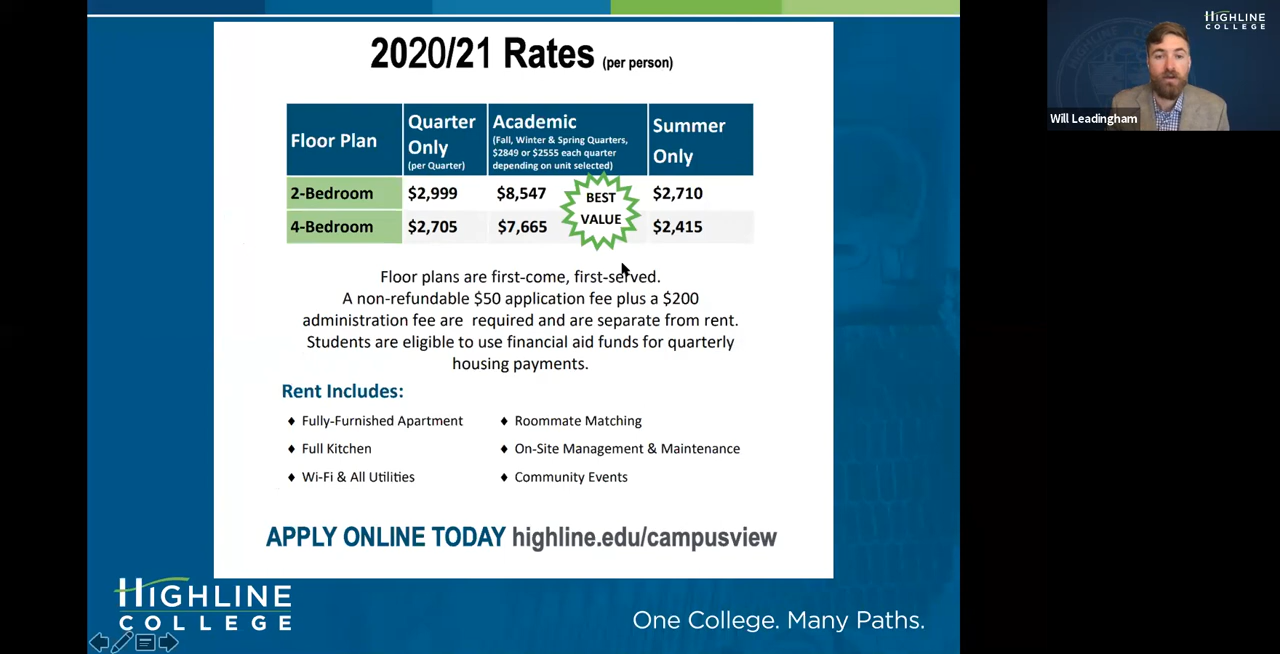 2020/21 Rates (per person)
Floor Plan
Quarter
Only
(per Quarter)
Academic
(Fall, Winter & Spring Quarters,
$2849 or $2555 each quarter
depending on unit selected)
Summer
Only
2-Bedroom $2,999 $8,547 $2,710
4-Bedroom $2,705 $7,665 $2,415
BEST
VALUE
Floor plans are first-come, first-served.
A non-refundable $50 application fee plus a $200
administration fee are required and are separate from rent.
Students are eligible to use financial aid funds for quarterly
housing payments.
Rent Includes:
♦ Fully-Furnished Apartment
♦ Full Kitchen
♦ Wi-Fi & All Utilities
♦ Roommate Matching
♦ On-Site Management & Maintenance
♦ Community Events
APPLY ONLINE TODAY highline.edu/campusview
HIGHLINE
COLLEGE
One College. Many Paths.
HIGHLINE
COLLEGE
Will Leadingham